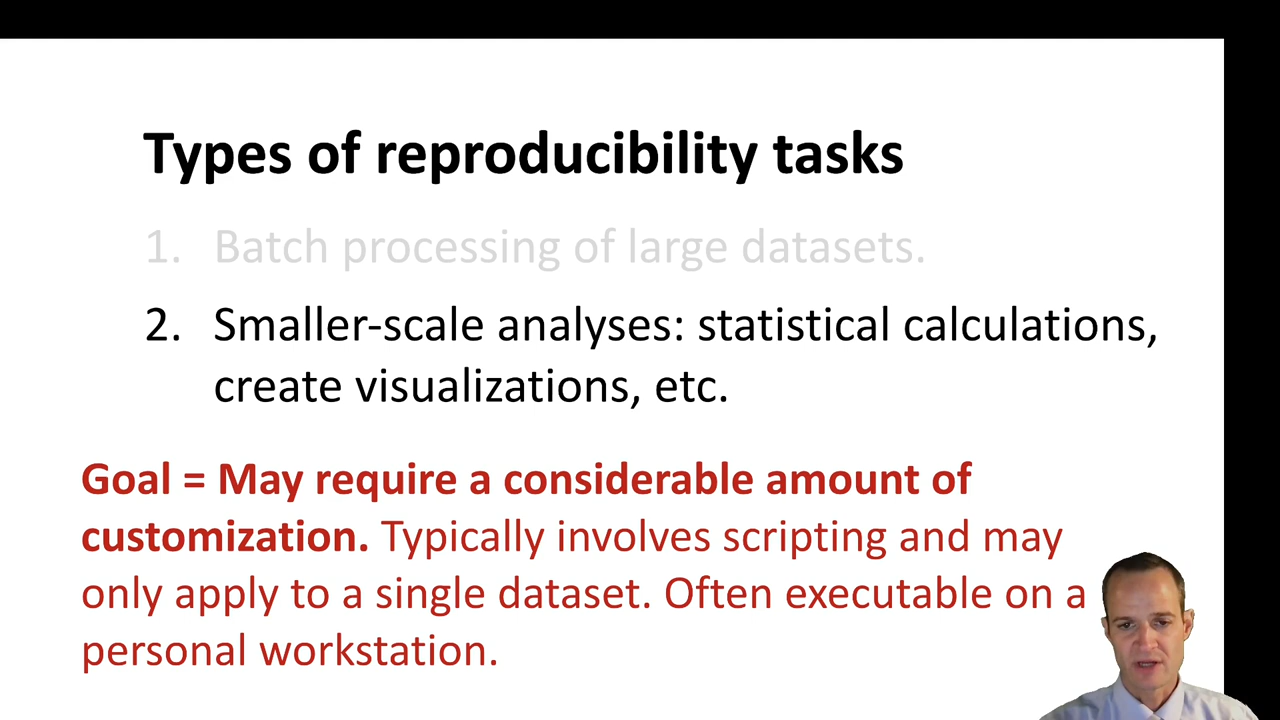 Types of reproducibility tasks
1. Batch processing of large datasets.
2. Smaller-scale analyses: statistical calculations,
create visualizations, etc.
Goal = May require a considerable amount of
customization. Typically involves scripting and may
only apply to a single dataset. Often executable on a
personal workstation.